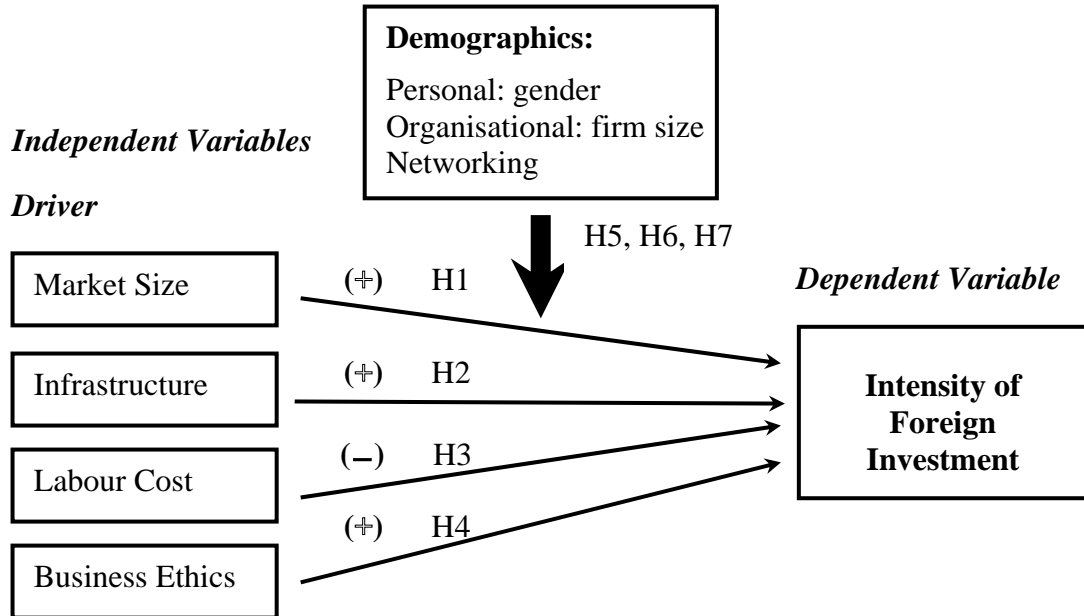 Demographics:
Personal: gender
Organisational: firm size
Networking
Independent Variables
Driver
H5, H6, H7
Market Size
(+) H1
Dependent Variable
Infrastructure
(+) H2
Intensity of
Foreign
Investment
Labour Cost
(–) H3
Business Ethics
(+) H4